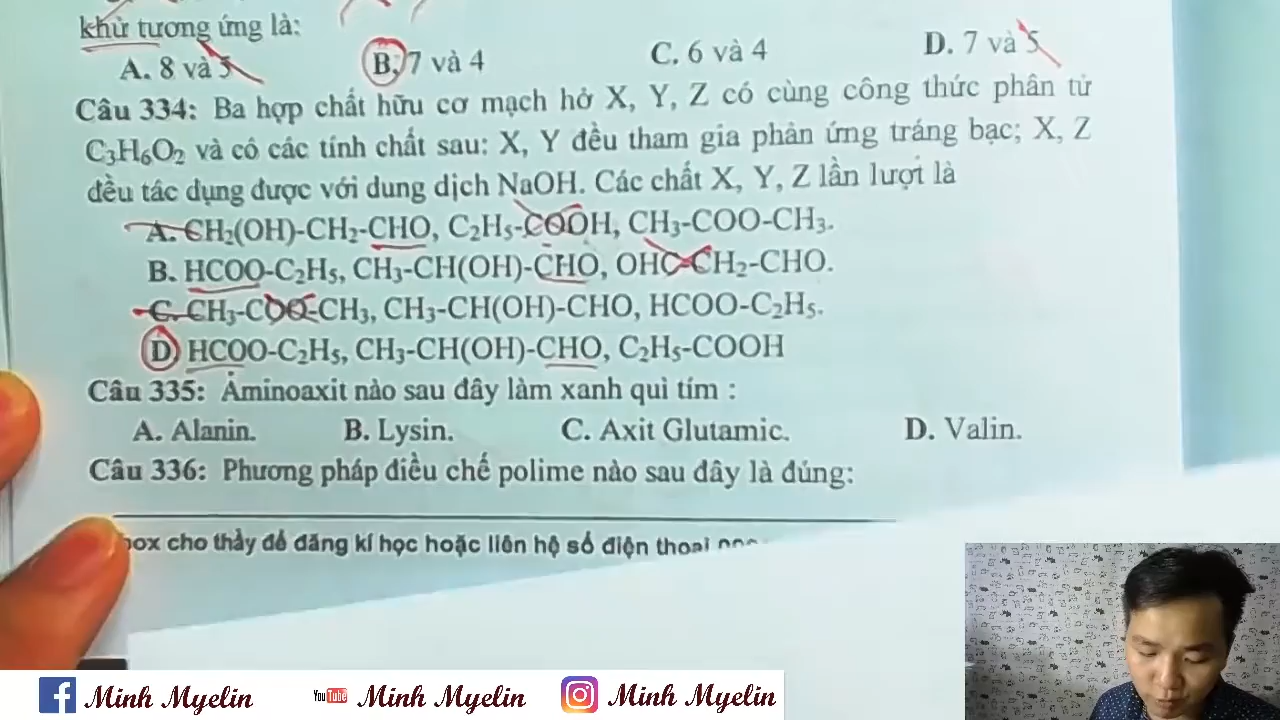 khử tương ứng là:
A. 8 và 5 B. 7 và 4 C. 6 và 4 D. 7 và 5
Câu 334: Ba hợp chất hữu cơ mạch hở X, Y, Z có cùng công thức phân tử
C₃H₆O₂ và có các tính chất sau: X, Y đều tham gia phản ứng tráng bạc; X, Z
đều tác dụng được với dung dịch NaOH. Các chất X, Y, Z lần lượt là
A. CH₂(OH)-CH₂-CHO, C₂H₅-COOH, CH₃-COO-CH₃.
B. HCOO-C₂H₅, CH₃-CH(OH)-CHO, OHC-CH₂-CHO.
C. CH₃-COO-CH₃, CH₃-CH(OH)-CHO, HCOO-C₂H₅.
D HCOO-C₂H₅, CH₃-CH(OH)-CHO, C₂H₅-COOH
Câu 335: Aminoaxit nào sau đây làm xanh quì tím :
A. Alanin. B. Lysin. C. Axit Glutamic. D. Valin.
Câu 336: Phương pháp điều chế polime nào sau đây là đúng:
cho thầy để đăng kí học hoặc liên hệ số điện thoại
f Minh Myelin YouTube Minh Myelin Minh Myelin